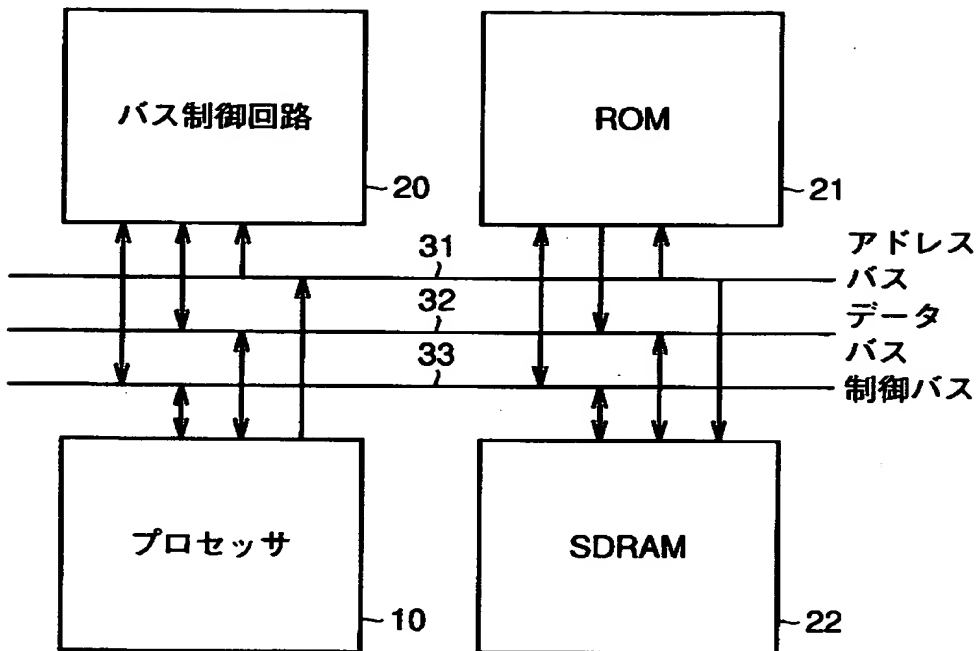 バス制御回路
20
ROM
21
31
アドレス
バス
32
データ
バス
33
制御バス
プロセッサ
10
SDRAM
22